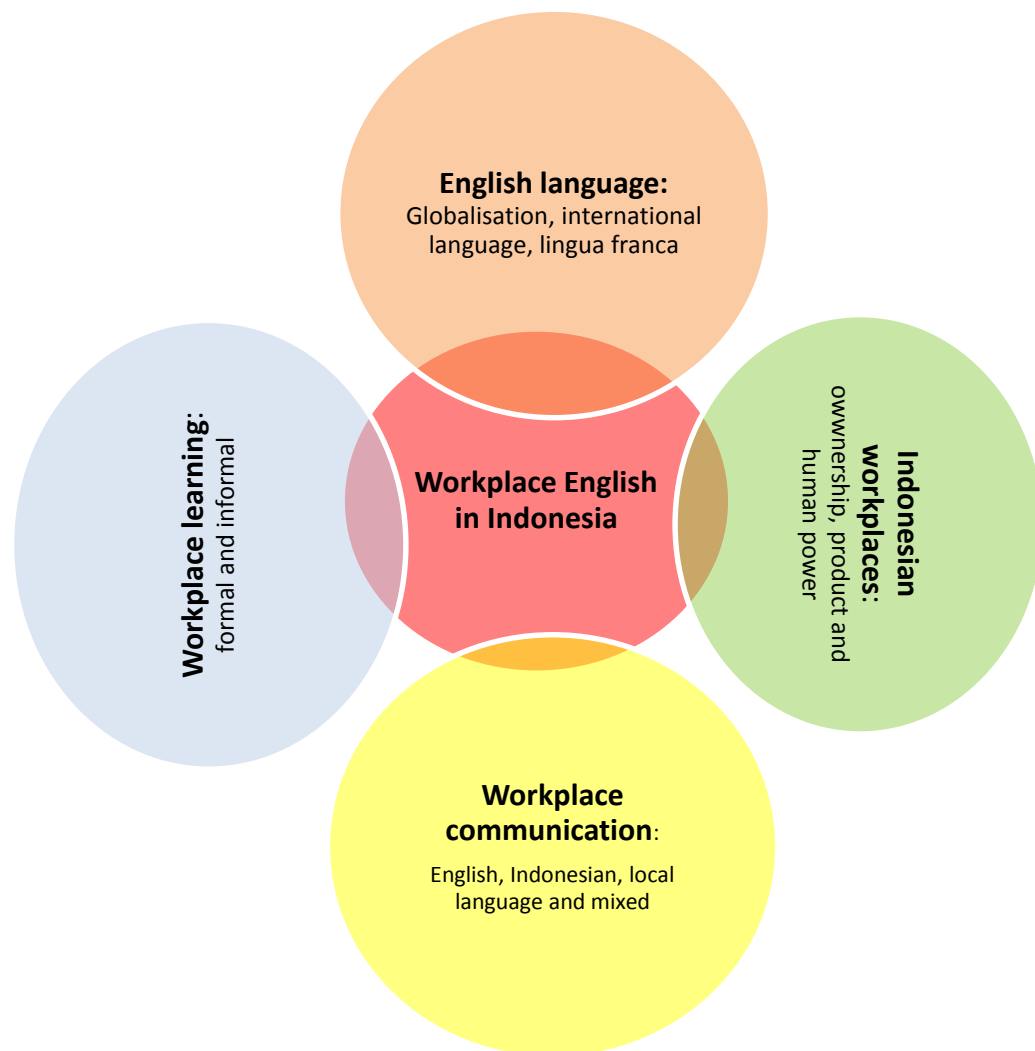 English language:
Globalisation, international
language, lingua franca
Workplace learning:
formal and informal
Workplace English
in Indonesia
Indonesian
workplaces:
owwnership, product and
human power
Workplace
communication:
English, Indonesian, local
language and mixed